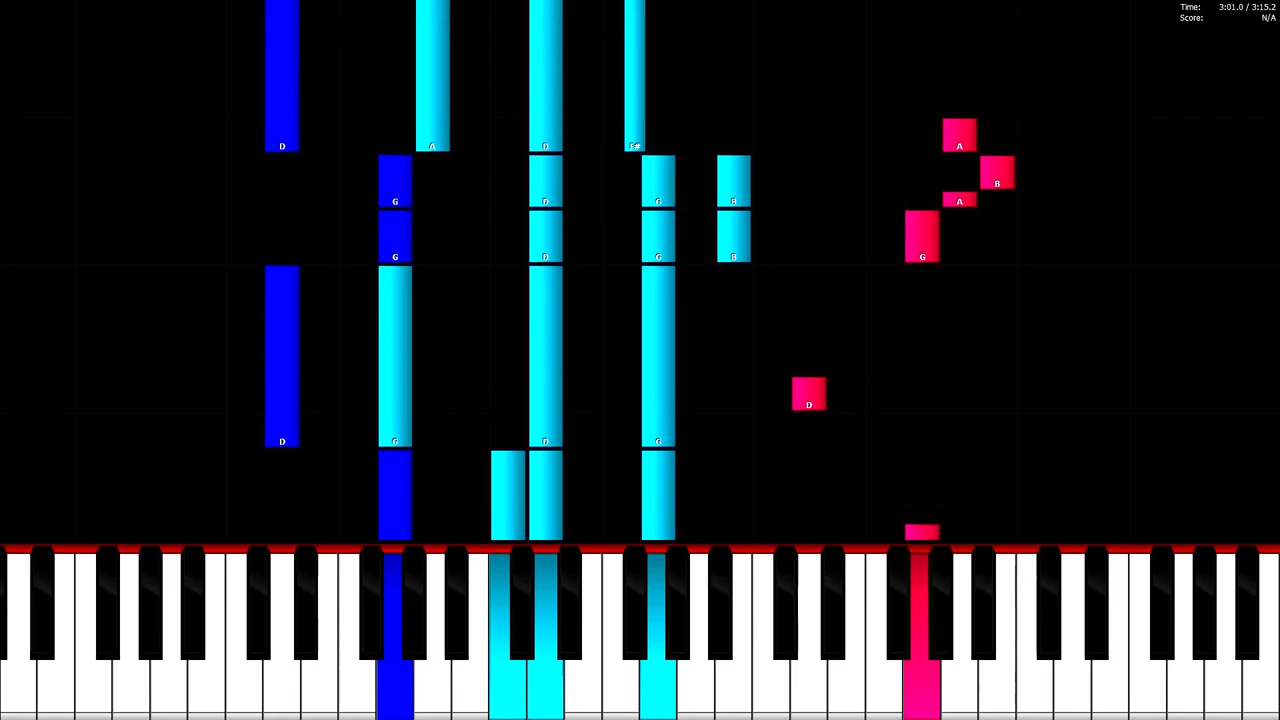 Time: 3:01.0 / 3:15.2
Score: N/A
D A D F#
A
B
G D G B A
G D G B G
D
D G D G